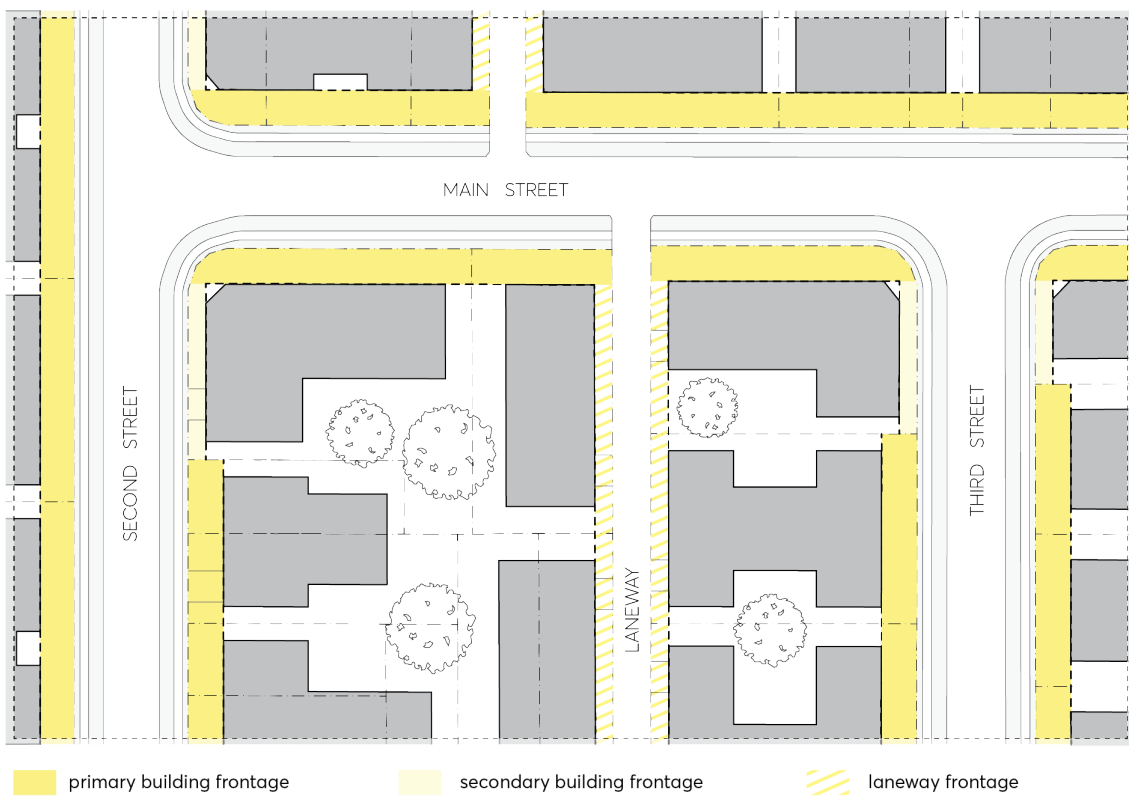 MAIN STREET
SECOND STREET
THIRD STREET
LANEWAY
primary building frontage
secondary building frontage
laneway frontage